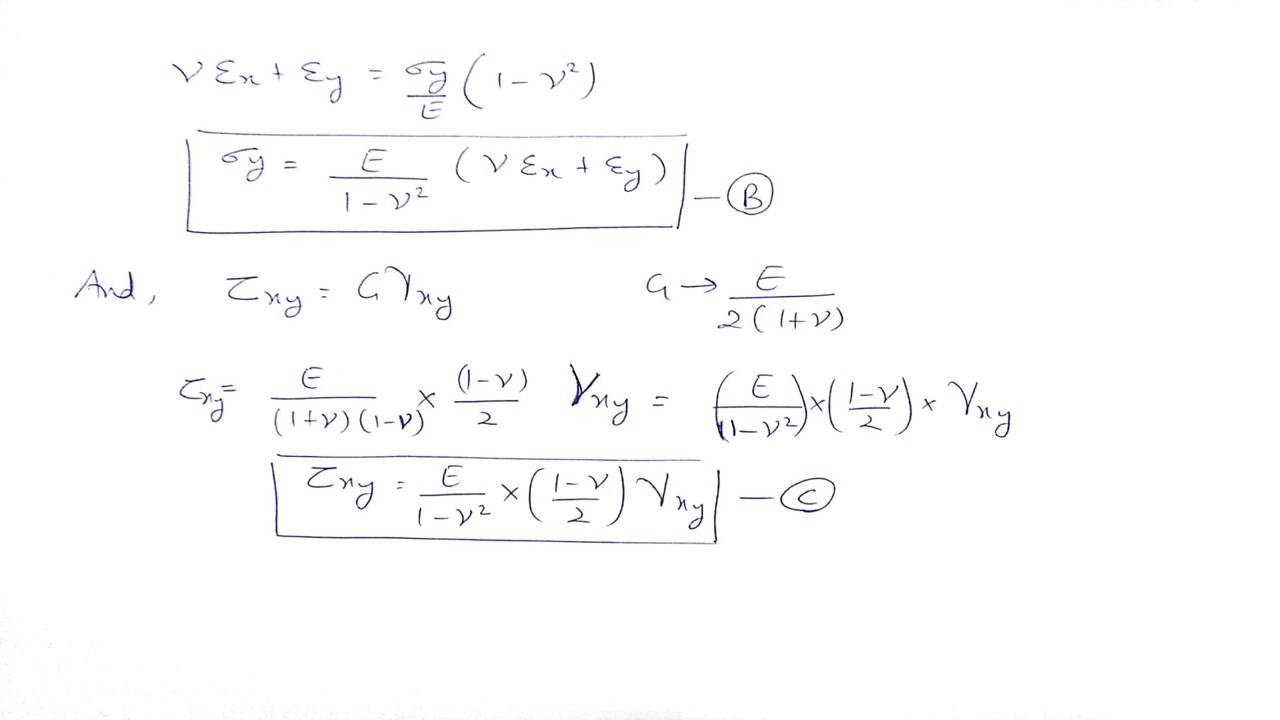 ν εx + εy = σy/E (1 - ν²)
σy = E/(1 - ν²) (ν εx + εy) — (B)
And, τxy = G γxy G → E/2(1+ν)
τxy = E/(1+ν)(1-ν) × (1-ν)/2 γxy = (E/(1-ν²)) × ((1-ν)/2) × γxy
τxy = E/(1-ν²) × ((1-ν)/2) γxy — (C)